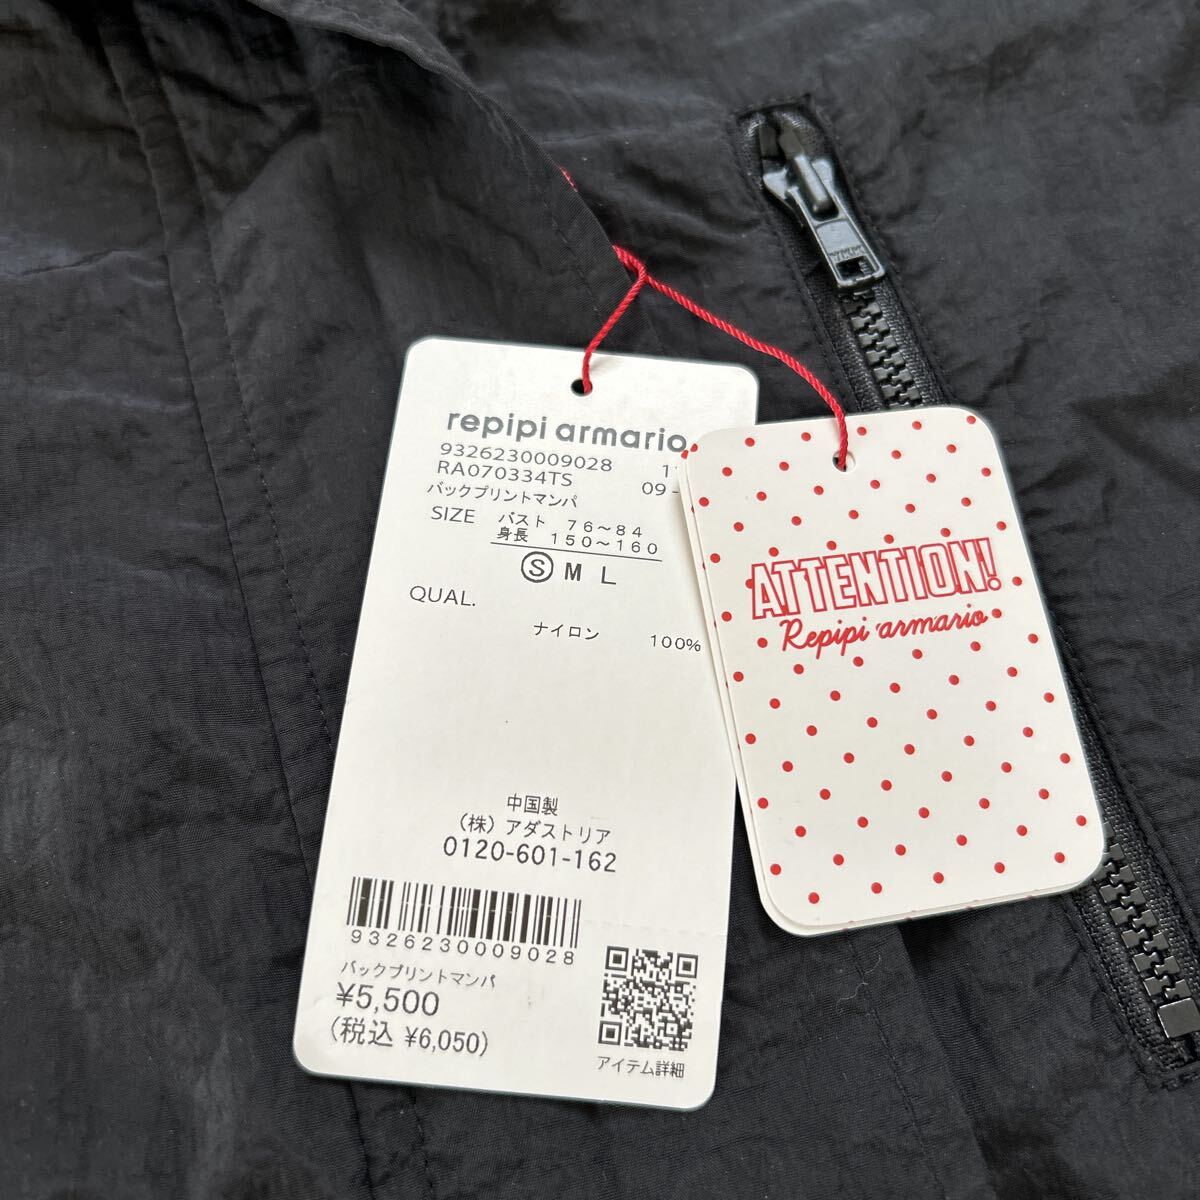 repipi armario
9326230009028
RA070334TS 09-
バックプリントマンパ
SIZE バスト 76～84
身長 150～160
S M L
QUAL.
ナイロン 100%
中国製
（株）アダストリア
0120-601-162
9326230009028
バックプリントマンパ
¥5,500
(税込 ¥6,050)
アイテム詳細
ATTENTION!
Repipi armario